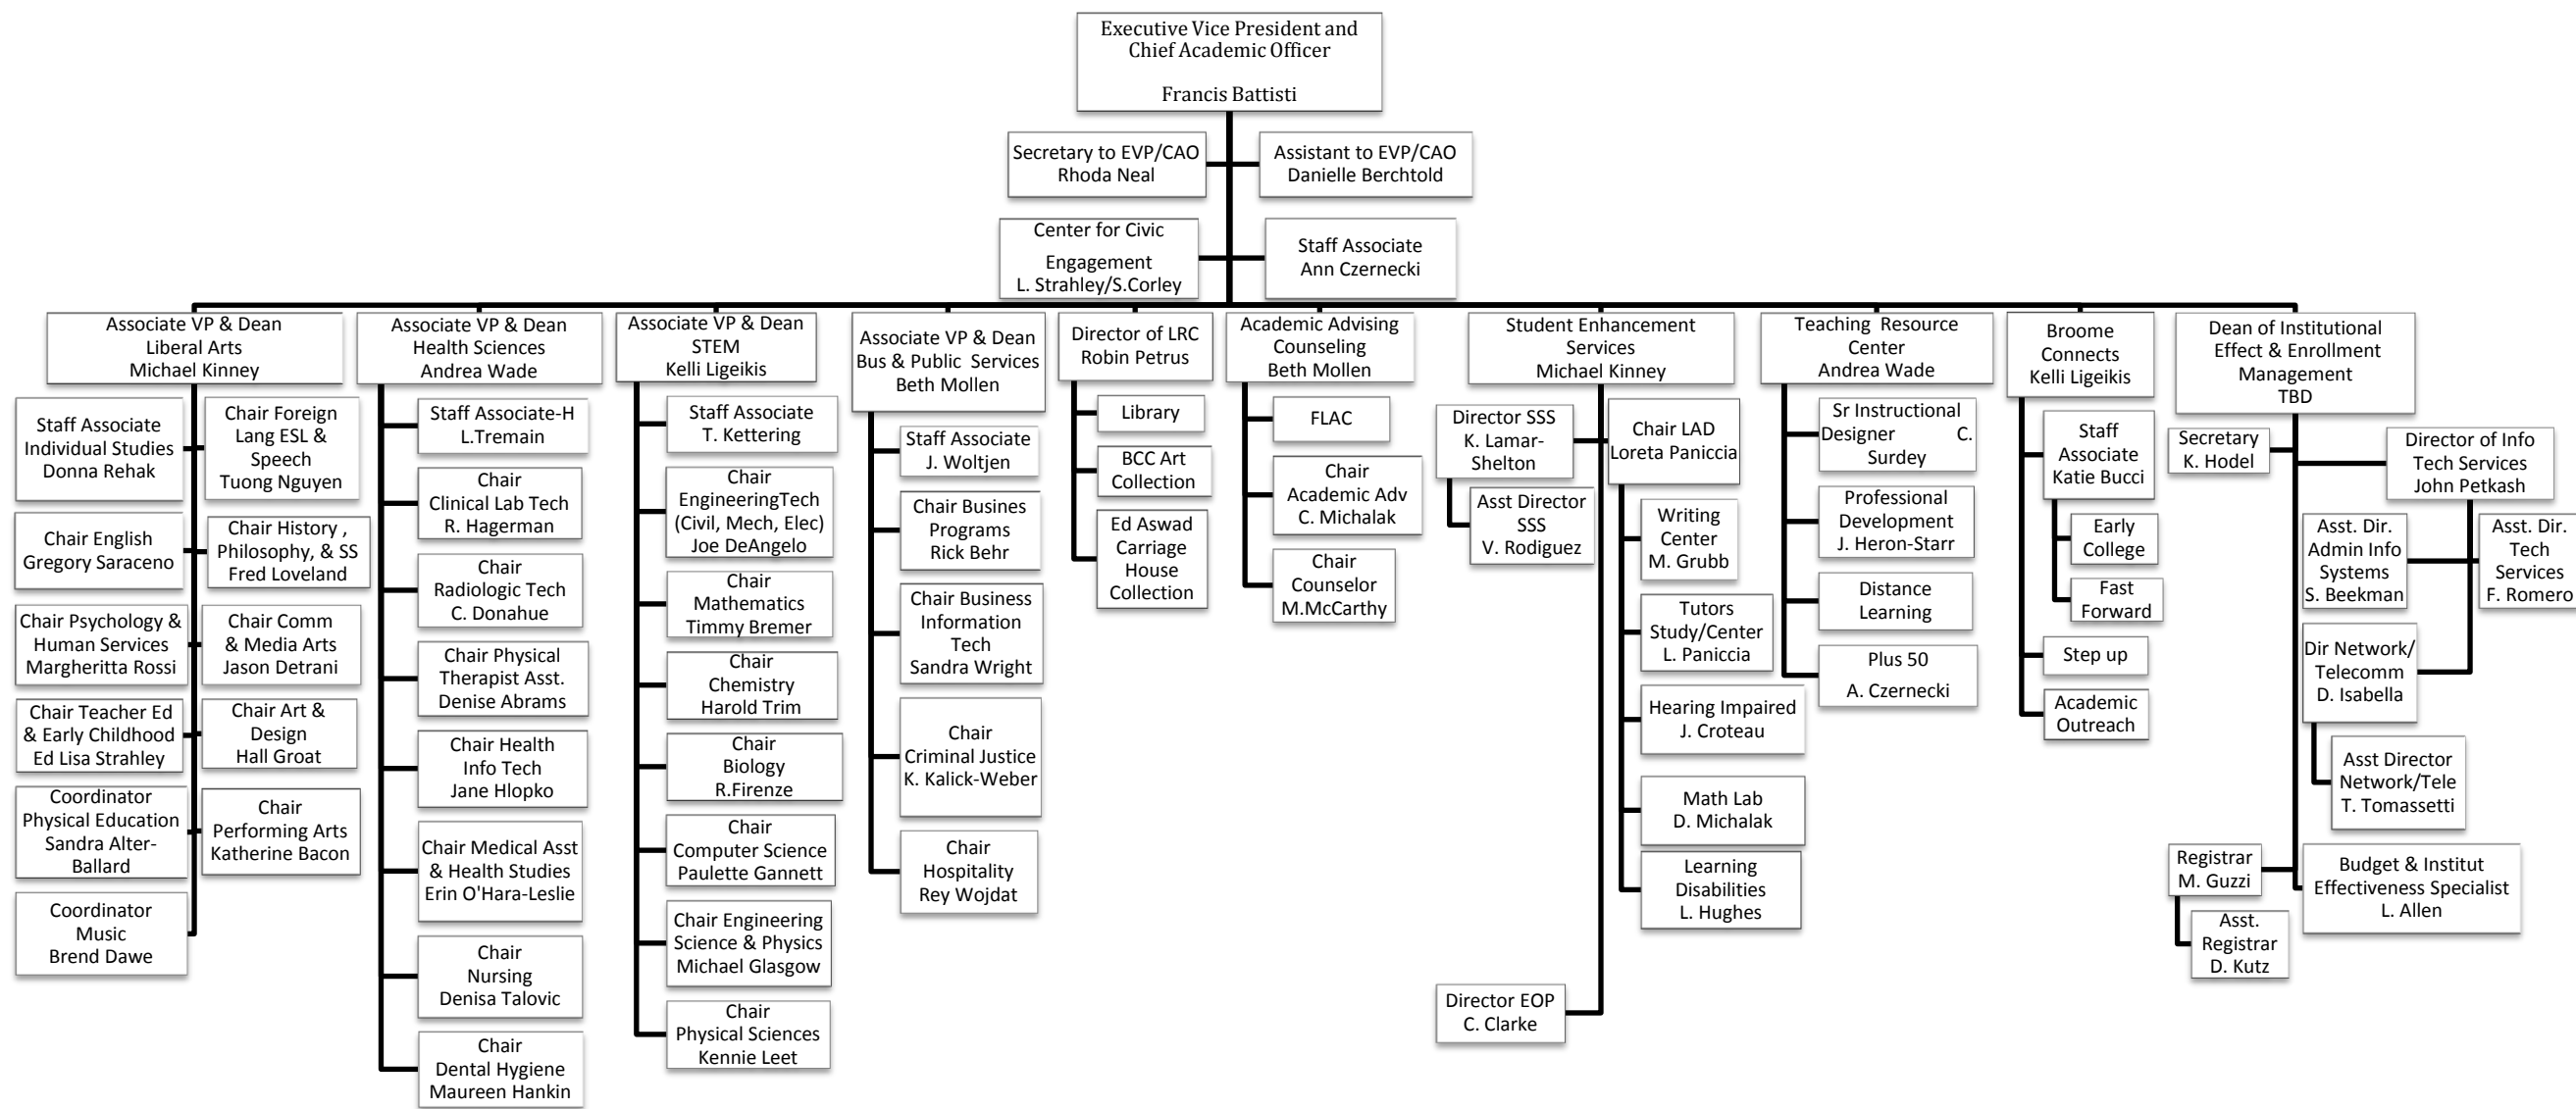 Executive Vice President and
Chief Academic Officer
Francis Battisti
Secretary to EVP/CAO
Rhoda Neal
Assistant to EVP/CAO
Danielle Berchtold
Center for Civic
Engagement
L. Strahley/S.Corley
Staff Associate
Ann Czernecki
Associate VP & Dean
Liberal Arts
Michael Kinney
Staff Associate
Individual Studies
Donna Rehak
Chair Foreign
Lang ESL &
Speech
Tuong Nguyen
Chair English
Gregory Saraceno
Chair History ,
Philosophy, & SS
Fred Loveland
Chair Psychology &
Human Services
Margheritta Rossi
Chair Comm
& Media Arts
Jason Detrani
Chair Teacher Ed
& Early Childhood
Ed Lisa Strahley
Chair Art &
Design
Hall Groat
Coordinator
Physical Education
Sandra Alter-
Ballard
Chair
Performing Arts
Katherine Bacon
Coordinator
Music
Brend Dawe
Associate VP & Dean
Health Sciences
Andrea Wade
Staff Associate-H
L.Tremain
Chair
Clinical Lab Tech
R. Hagerman
Chair
Radiologic Tech
C. Donahue
Chair Physical
Therapist Asst.
Denise Abrams
Chair Health
Info Tech
Jane Hlopko
Chair Medical Asst
& Health Studies
Erin O'Hara-Leslie
Chair
Nursing
Denisa Talovic
Chair
Dental Hygiene
Maureen Hankin
Associate VP & Dean
STEM
Kelli Ligeikis
Staff Associate
T. Kettering
Chair
EngineeringTech
(Civil, Mech, Elec)
Joe DeAngelo
Chair
Mathematics
Timmy Bremer
Chair
Chemistry
Harold Trim
Chair
Biology
R.Firenze
Chair
Computer Science
Paulette Gannett
Chair Engineering
Science & Physics
Michael Glasgow
Chair
Physical Sciences
Kennie Leet
Associate VP & Dean
Bus & Public Services
Beth Mollen
Staff Associate
J. Woltjen
Chair Busines
Programs
Rick Behr
Chair Business
Information
Tech
Sandra Wright
Chair
Criminal Justice
K. Kalick-Weber
Chair
Hospitality
Rey Wojdat
Director of LRC
Robin Petrus
Library
BCC Art
Collection
Ed Aswad
Carriage
House
Collection
Academic Advising
Counseling
Beth Mollen
FLAC
Chair
Academic Adv
C. Michalak
Chair
Counselor
M.McCarthy
Student Enhancement
Services
Michael Kinney
Director SSS
K. Lamar-
Shelton
Asst Director
SSS
V. Rodiguez
Chair LAD
Loreta Paniccia
Writing
Center
M. Grubb
Tutors
Study/Center
L. Paniccia
Hearing Impaired
J. Croteau
Math Lab
D. Michalak
Learning
Disabilities
L. Hughes
Director EOP
C. Clarke
Teaching Resource
Center
Andrea Wade
Sr Instructional
Designer C.
Surdey
Professional
Development
J. Heron-Starr
Distance
Learning
Plus 50
A. Czernecki
Broome
Connects
Kelli Ligeikis
Staff
Associate
Katie Bucci
Early
College
Fast
Forward
Step up
Academic
Outreach
Dean of Institutional
Effect & Enrollment
Management
TBD
Secretary
K. Hodel
Director of Info
Tech Services
John Petkash
Asst. Dir.
Admin Info
Systems
S. Beekman
Asst. Dir.
Tech
Services
F. Romero
Dir Network/
Telecomm
D. Isabella
Asst Director
Network/Tele
T. Tomassetti
Registrar
M. Guzzi
Asst.
Registrar
D. Kutz
Budget & Institut
Effectiveness Specialist
L. Allen